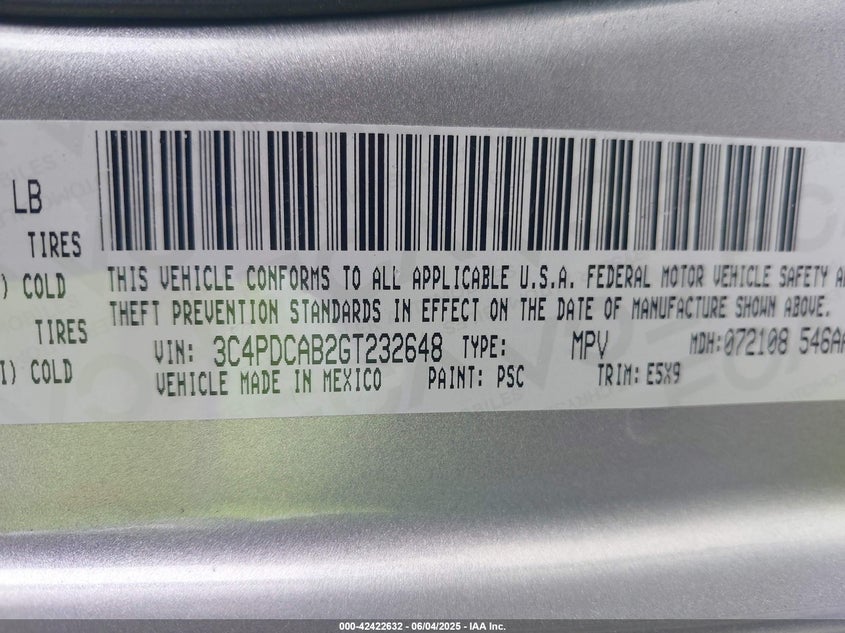 LB
TIRES
) COLD
TIRES
I) COLD
THIS VEHICLE CONFORMS TO ALL APPLICABLE U.S.A. FEDERAL MOTOR VEHICLE SAFETY A
THEFT PREVENTION STANDARDS IN EFFECT ON THE DATE OF MANUFACTURE SHOWN ABOVE.
VIN: 3C4PDCAB2GT232648 TYPE: MPV MDH:072108 546A
VEHICLE MADE IN MEXICO PAINT: PSC TRIM: E5X9
000-42422632 - 06/04/2025 - IAA Inc.